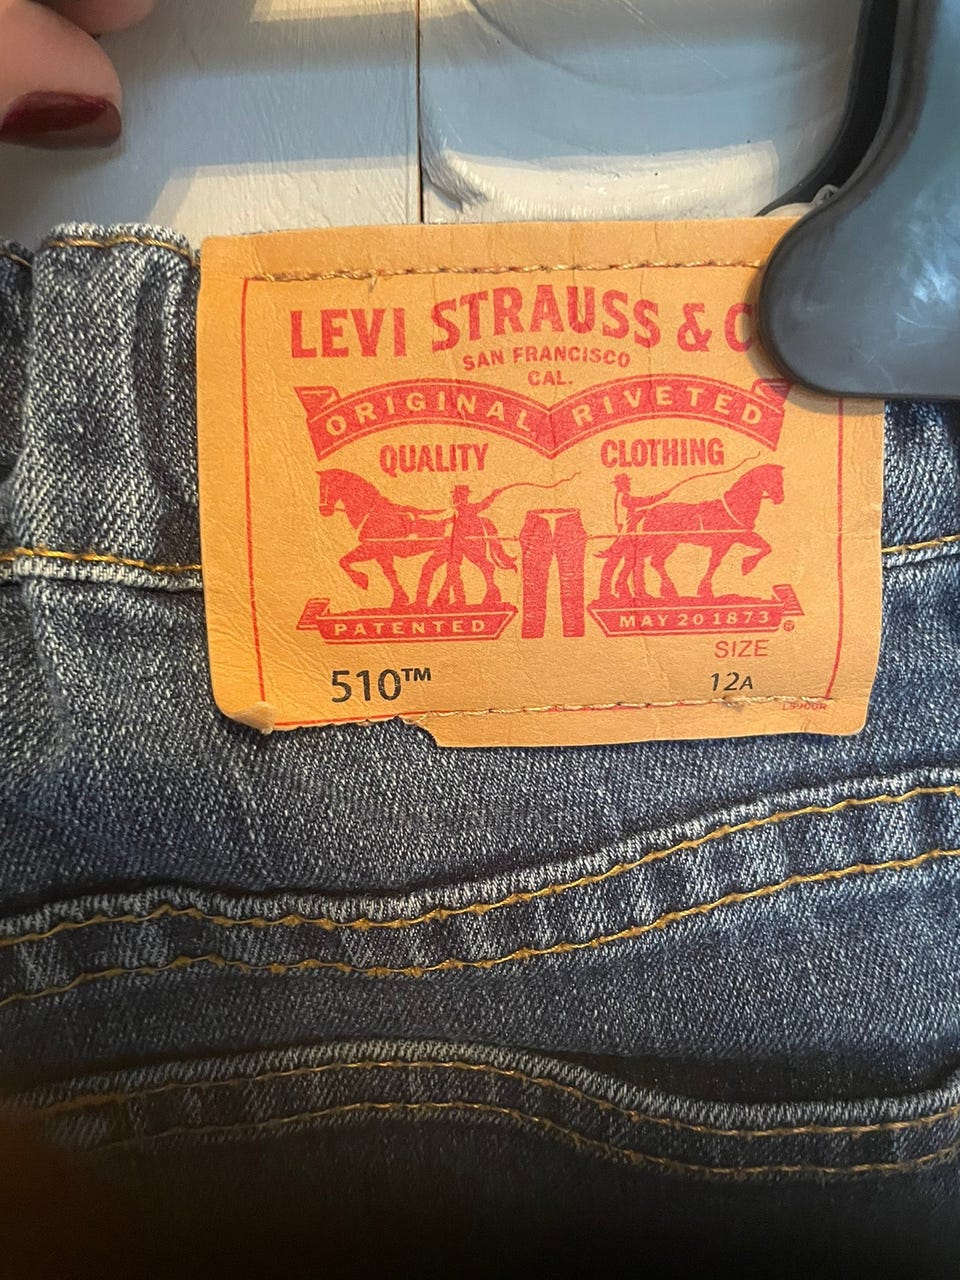 LEVI STRAUSS & C
SAN FRANCISCO
CAL.
ORIGINAL RIVETED
QUALITY CLOTHING
PATENTED MAY 20 1873 ®
SIZE
510™ 12A